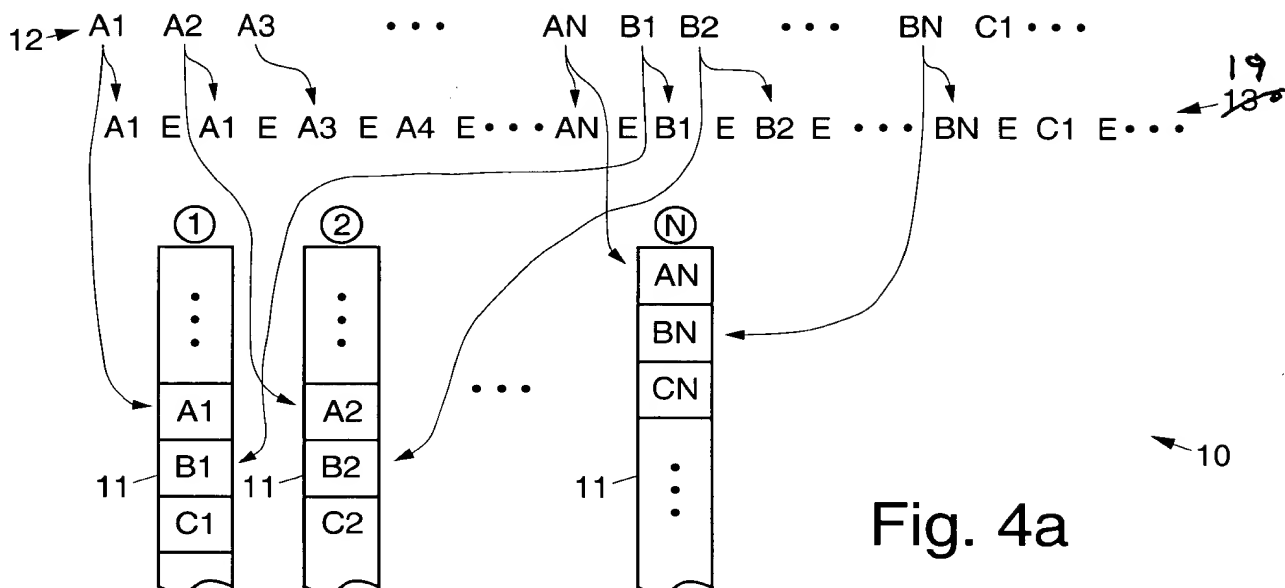 12 A1 A2 A3 • • • AN B1 B2 • • • BN C1 • • •
19
13
A1 E A1 E A3 E A4 E • • • AN E B1 E B2 E • • • BN E C1 E • • •
1 2 N
AN
BN
A1 A2 • • • CN
11 B1 11 B2 11 10
C1 C2
Fig. 4a